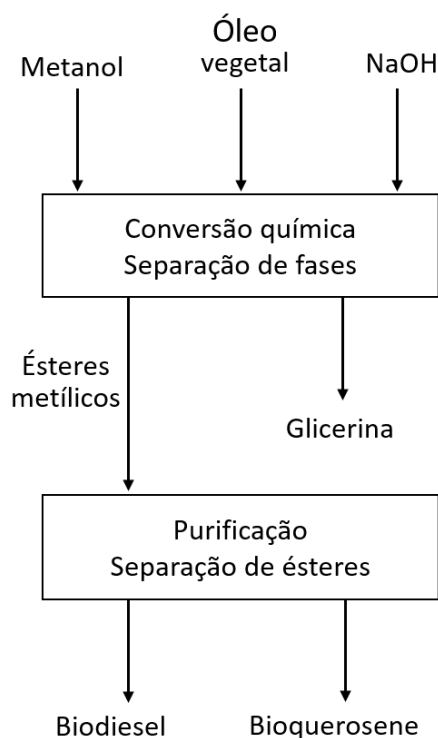 Metanol
Óleo
vegetal
NaOH
Conversão química
Separação de fases
Ésteres
metílicos
Glicerina
Purificação
Separação de ésteres
Biodiesel
Bioquerosene